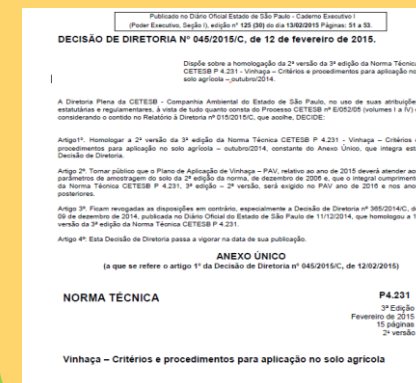 Publicado no Diário Oficial Estado de São Paulo - Caderno Executivo I
(Poder Executivo, Seção I), edição nº 125 (30) do dia 13/02/2015 Páginas: 51 a 53.
DECISÃO DE DIRETORIA Nº 045/2015/C, de 12 de fevereiro de 2015.
Dispõe sobre a homologação da 2ª versão da 3ª edição da Norma Técnica
CETESB P 4.231 - Vinhaça – Critérios e procedimentos para aplicação no
solo agrícola – outubro/2014.
A Diretoria Plena da CETESB - Companhia Ambiental do Estado de São Paulo, no uso de suas atribuições
estatutárias e regulamentares, à vista de tudo quanto consta do Processo CETESB nº E/052/05 (volumes I a IV) e
considerando o contido no Relatório à Diretoria nº 015/2015/C, que acolhe, DECIDE:
Artigo1º. Homologar a 2ª versão da 3ª edição da Norma Técnica CETESB P 4.231 - Vinhaça – Critérios e
procedimentos para aplicação no solo agrícola – outubro/2014, constante do Anexo Único, que integra esta
Decisão de Diretoria.
Artigo 2º. Tornar público que o Plano de Aplicação de Vinhaça – PAV, relativo ao ano de 2015 deverá atender aos
parâmetros de amostragem do solo da 2ª edição da norma, de dezembro de 2006 e, que o integral cumprimento
da Norma Técnica CETESB P 4.231, 3ª edição – 2ª versão, será exigido no PAV ano de 2016 e nos anos
posteriores.
Artigo 3º. Ficam revogadas as disposições em contrário, especialmente a Decisão de Diretoria nº 365/2014/C, de
09 de dezembro de 2014, publicada no Diário Oficial do Estado de São Paulo de 11/12/2014, que homologou a 1ª
versão da 3ª edição da Norma Técnica CETESB P 4.231.
Artigo 4º. Esta Decisão de Diretoria passa a vigorar na data de sua publicação.
ANEXO ÚNICO
(a que se refere o artigo 1º da Decisão de Diretoria nº 045/2015/C, de 12/02/2015)
NORMA TÉCNICA P4.231
3ª Edição
Fevereiro de 2015
15 páginas
2ª versão
Vinhaça – Critérios e procedimentos para aplicação no solo agrícola